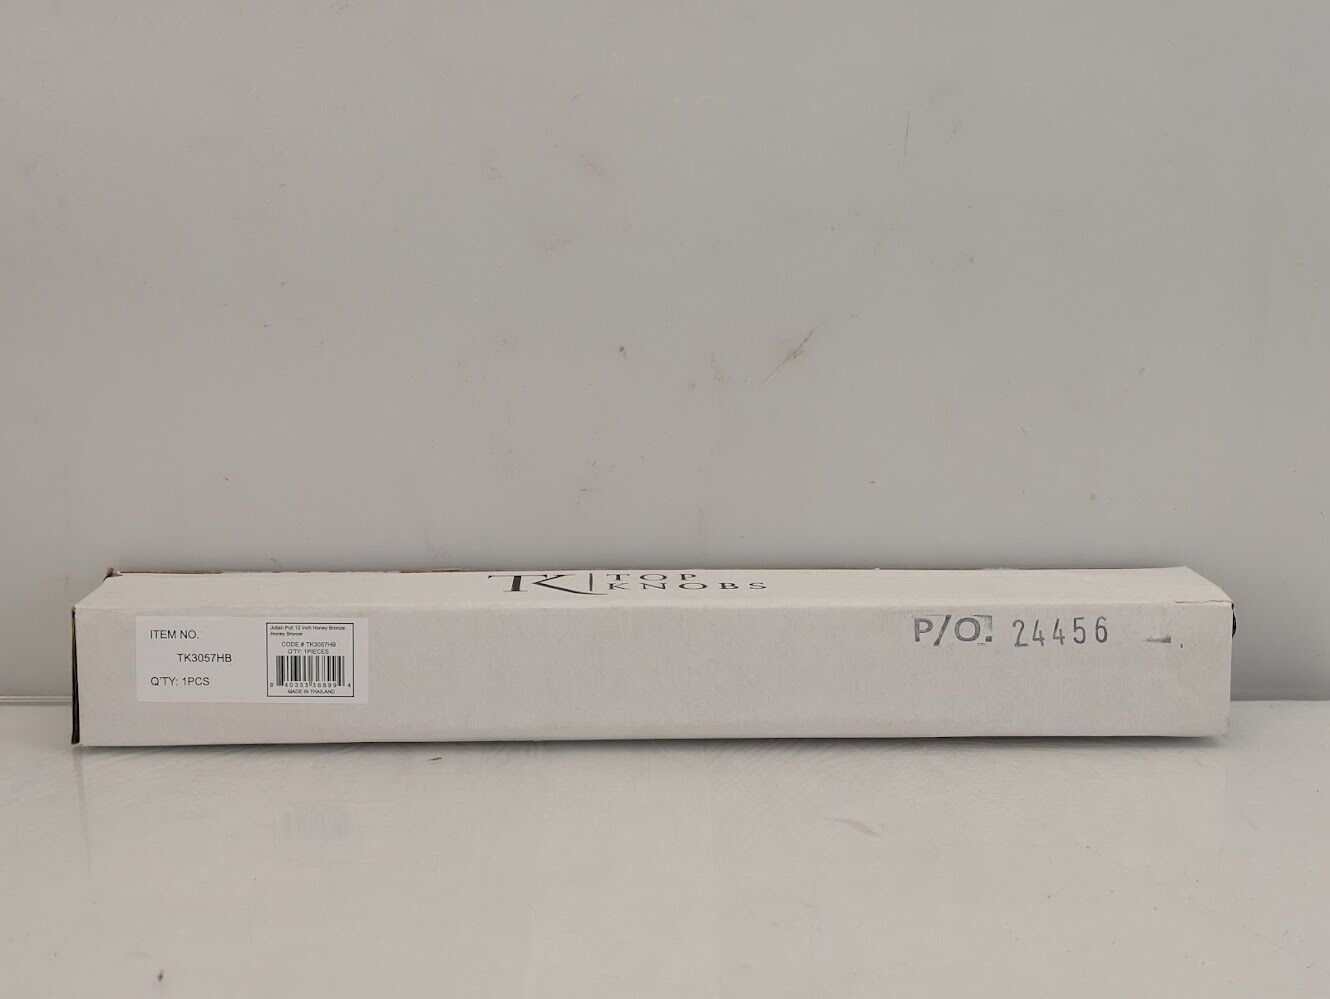 TK TOP
KNOBS
P/O. 24456 -.
ITEM NO.
TK3057HB
Q'TY: 1PCS
Julian Pull 12 Inch Honey Bronze
Honey Bronze
CODE # TK3057HB
Q'TY: 1PIECES
MADE IN THAILAND